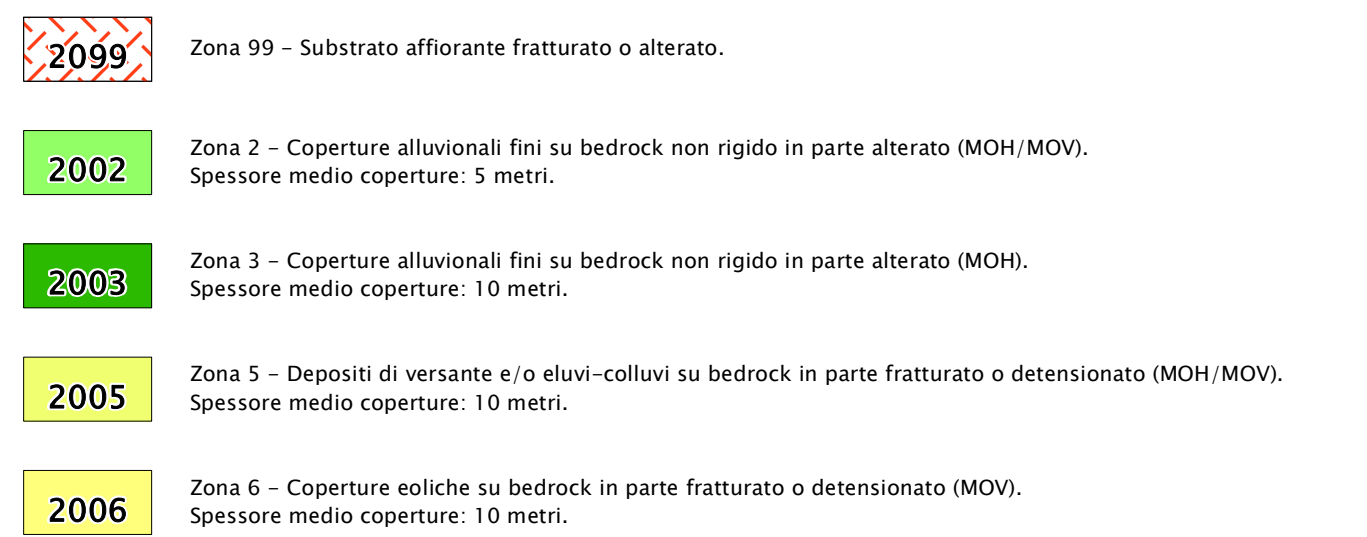 2099
Zona 99 - Substrato affiorante fratturato o alterato.
2002
Zona 2 - Coperture alluvionali fini su bedrock non rigido in parte alterato (MOH/MOV).
Spessore medio coperture: 5 metri.
2003
Zona 3 - Coperture alluvionali fini su bedrock non rigido in parte alterato (MOH).
Spessore medio coperture: 10 metri.
2005
Zona 5 - Depositi di versante e/o eluvi-colluvi su bedrock in parte fratturato o detensionato (MOH/MOV).
Spessore medio coperture: 10 metri.
2006
Zona 6 - Coperture eoliche su bedrock in parte fratturato o detensionato (MOV).
Spessore medio coperture: 10 metri.